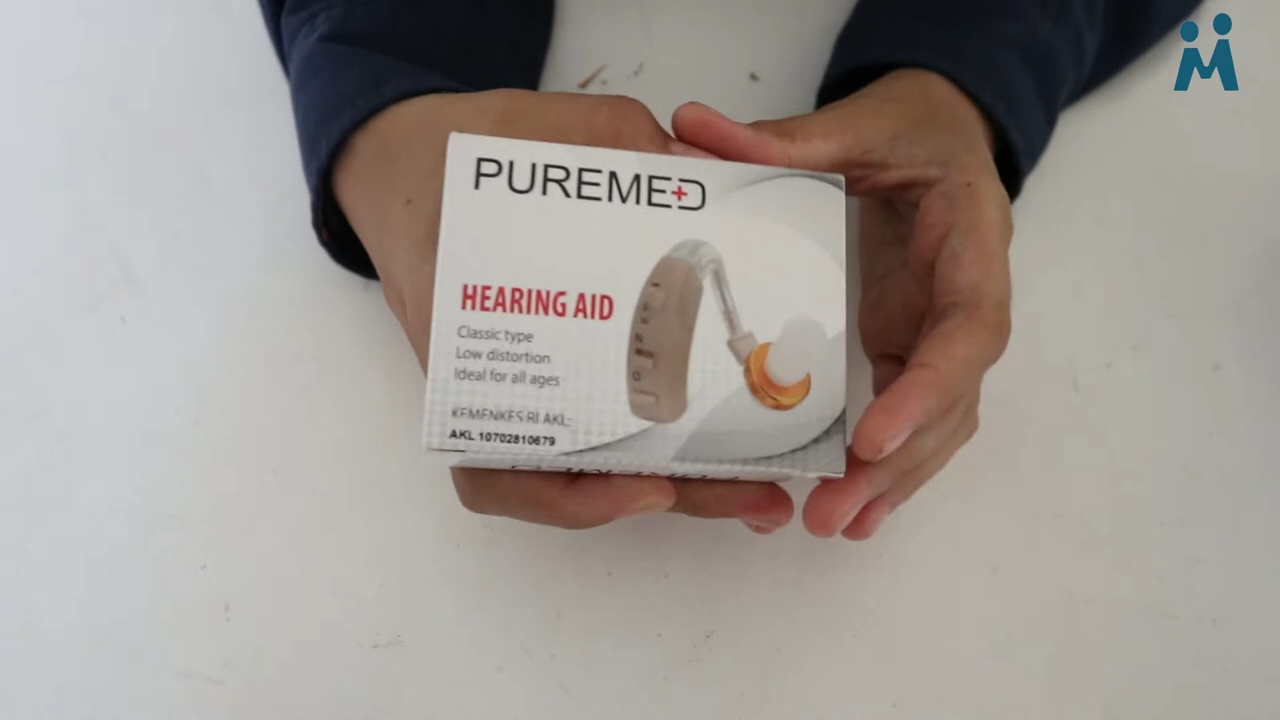 PUREMED
HEARING AID
Classic type
Low distortion
Ideal for all ages
KEMENKES RI AKL:
AKL 10702810679